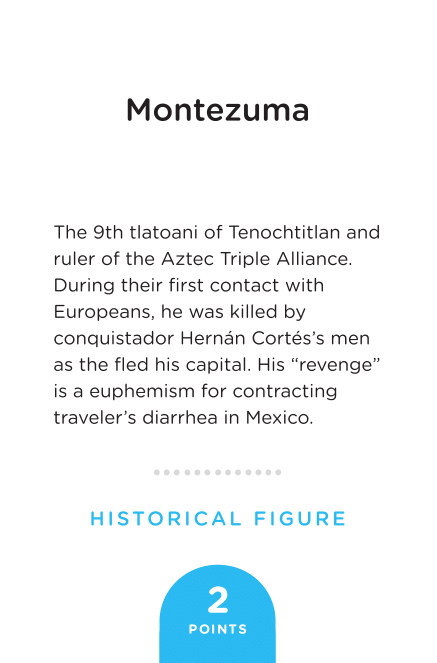 Montezuma
The 9th tlatoani of Tenochtitlan and
ruler of the Aztec Triple Alliance.
During their first contact with
Europeans, he was killed by
conquistador Hernán Cortés’s men
as the fled his capital. His “revenge”
is a euphemism for contracting
traveler’s diarrhea in Mexico.
HISTORICAL FIGURE
2
POINTS